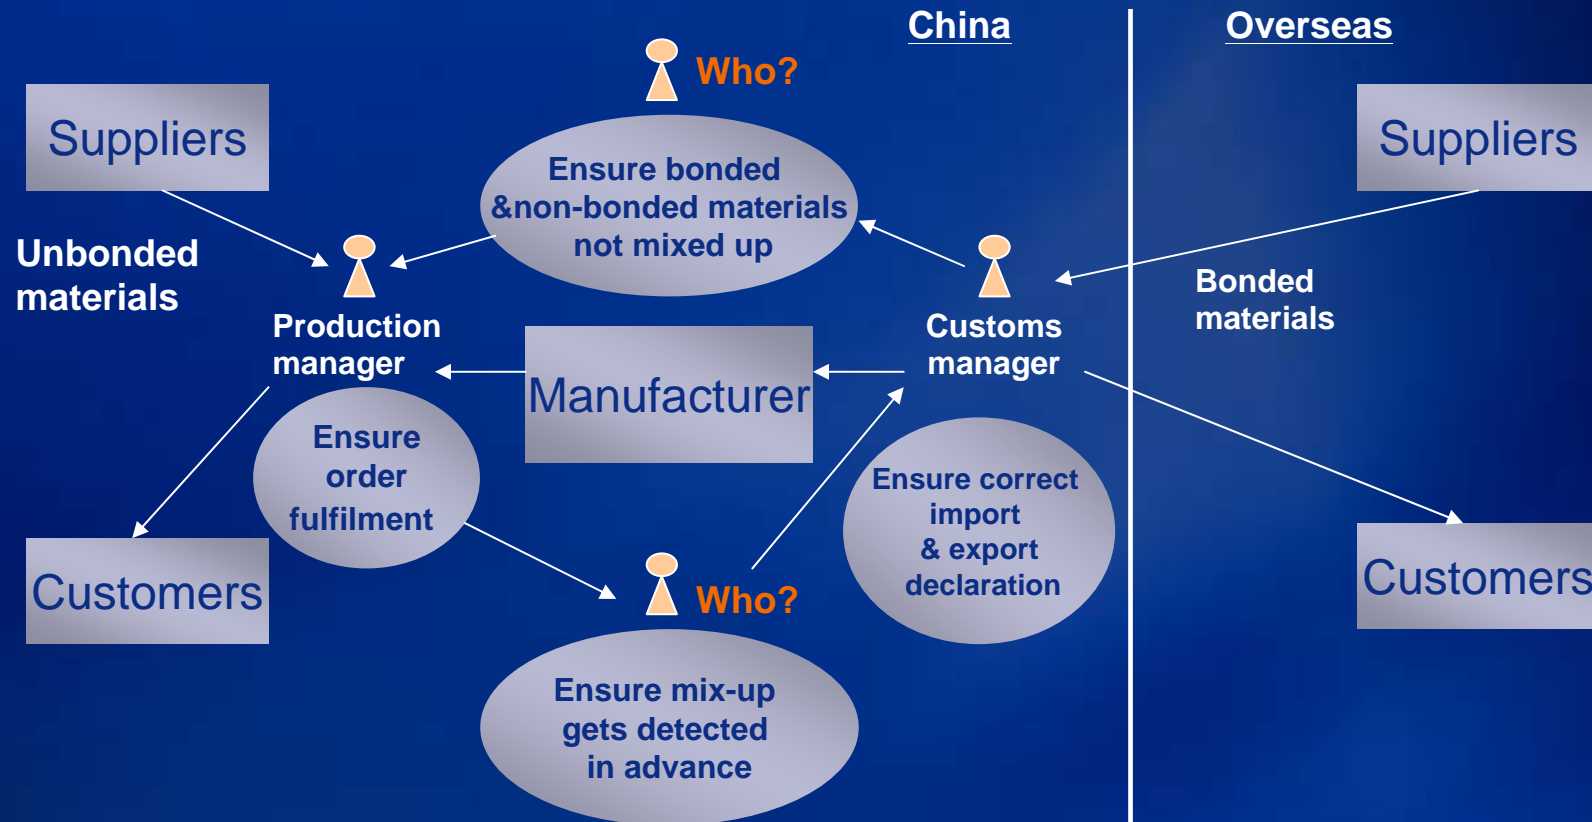 China
Overseas
Who?
Suppliers
Suppliers
Ensure bonded
&non-bonded materials
not mixed up
Unbonded
materials
Bonded
materials
Production
manager
Customs
manager
Manufacturer
Ensure
order
fulfilment
Ensure correct
import
& export
declaration
Customers
Customers
Who?
Ensure mix-up
gets detected
in advance